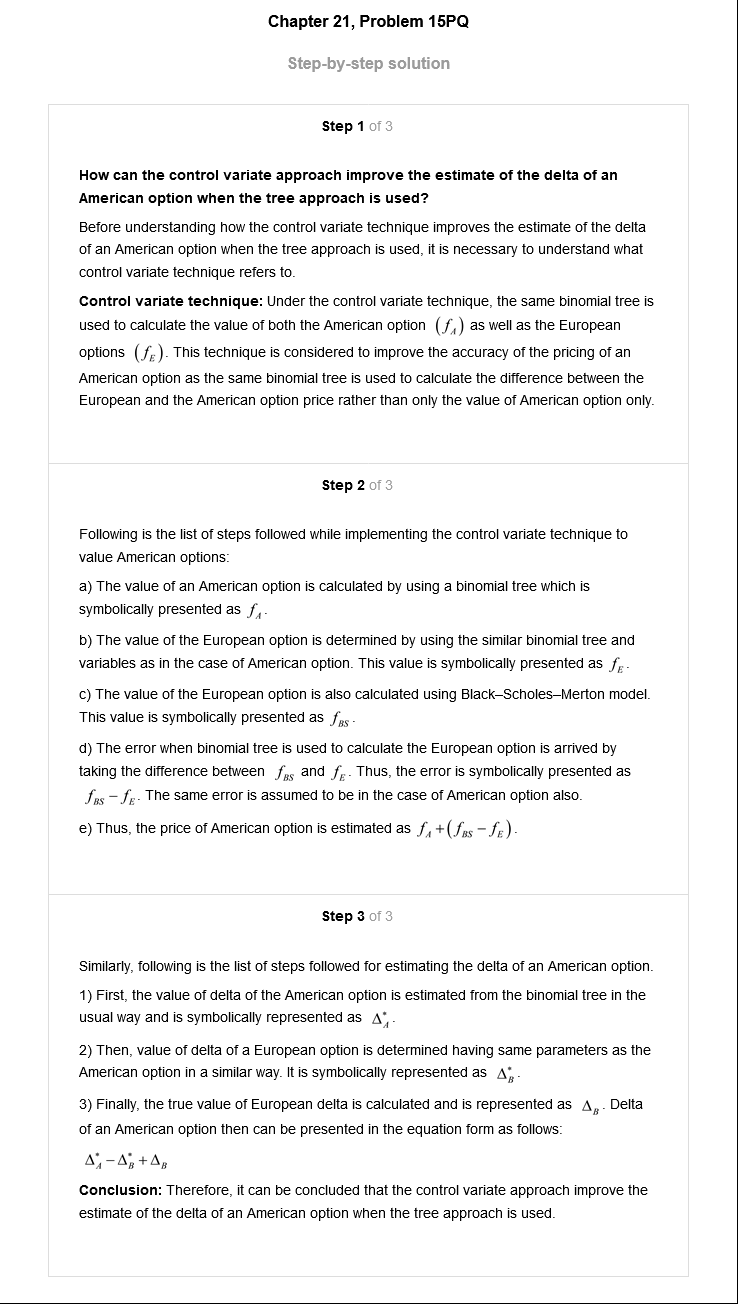 Chapter 21, Problem 15PQ
Step-by-step solution
Step 1 of 3
How can the control variate approach improve the estimate of the delta of an
American option when the tree approach is used?
Before understanding how the control variate technique improves the estimate of the delta
of an American option when the tree approach is used, it is necessary to understand what
control variate technique refers to.
Control variate technique: Under the control variate technique, the same binomial tree is
used to calculate the value of both the American option (f_A) as well as the European
options (f_E). This technique is considered to improve the accuracy of the pricing of an
American option as the same binomial tree is used to calculate the difference between the
European and the American option price rather than only the value of American option only.
Step 2 of 3
Following is the list of steps followed while implementing the control variate technique to
value American options:
a) The value of an American option is calculated by using a binomial tree which is
symbolically presented as f_A.
b) The value of the European option is determined by using the similar binomial tree and
variables as in the case of American option. This value is symbolically presented as f_E.
c) The value of the European option is also calculated using Black–Scholes–Merton model.
This value is symbolically presented as f_BS.
d) The error when binomial tree is used to calculate the European option is arrived by
taking the difference between f_BS and f_E. Thus, the error is symbolically presented as
f_BS − f_E. The same error is assumed to be in the case of American option also.
e) Thus, the price of American option is estimated as f_A + (f_BS − f_E).
Step 3 of 3
Similarly, following is the list of steps followed for estimating the delta of an American option.
1) First, the value of delta of the American option is estimated from the binomial tree in the
usual way and is symbolically represented as Δ*_A.
2) Then, value of delta of a European option is determined having same parameters as the
American option in a similar way. It is symbolically represented as Δ*_B.
3) Finally, the true value of European delta is calculated and is represented as Δ_B. Delta
of an American option then can be presented in the equation form as follows:
Δ*_A − Δ*_B + Δ_B
Conclusion: Therefore, it can be concluded that the control variate approach improve the
estimate of the delta of an American option when the tree approach is used.